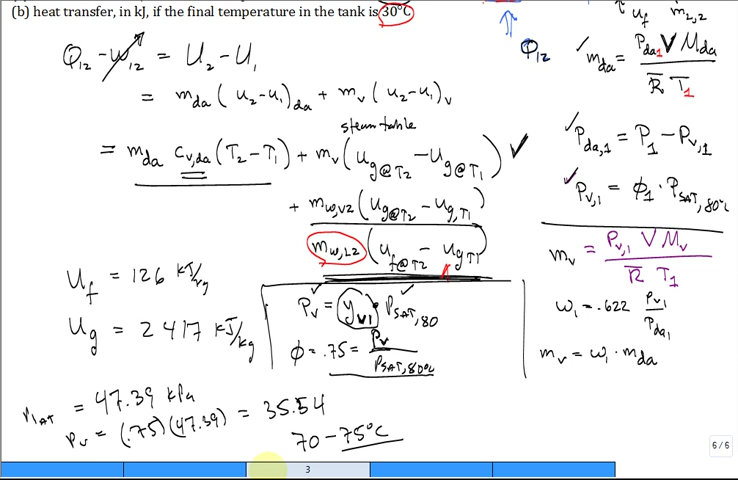 (b) heat transfer, in kJ, if the final temperature in the tank is 30°C
Q12 - W12 = U2 - U1
= mda (u2 - u1)da + mv (u2 - u1)v
steam table
= mda Cv,da (T2 - T1) + mv (ug@T2 - ug@T1) ✓
+ mw,v2 (ug@T2 - ug,T1)
mw,L2 (uf@T2 - ugT1)
Uf = 126 kJ/kg
Ug = 2417 kJ/kg
Pv = yv1 • PSAT,80
φ = .75 = Pv / PSAT,80°C
= 47.39 kPa
Pv = (.75)(47.39) = 35.54
70 - 75°C
uf m2,2
Q12
✓ mda = Pda1 V Mda / R̅ T1
✓ Pda,1 = P1 - Pv,1
✓ Pv,1 = φ1 · PSAT,80°C
mv = Pv,1 V Mv / R̅ T1
ω1 = .622 Pv1 / Pda1
mv = ω1 · mda
6/6
3